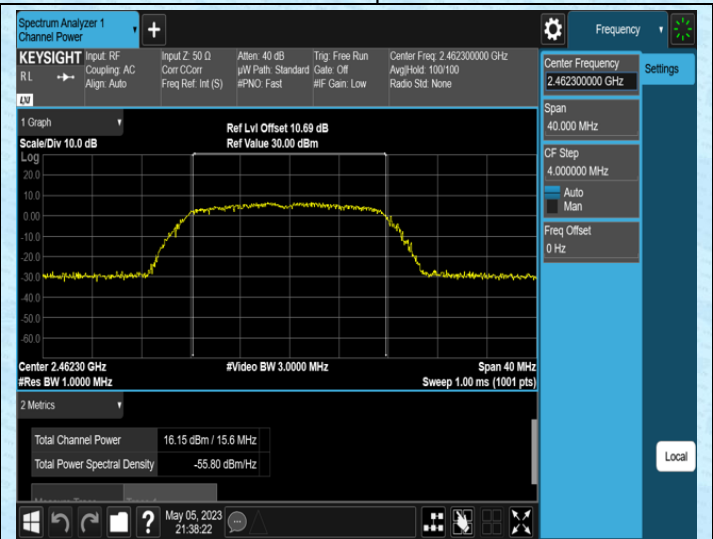 Spectrum Analyzer 1
Channel Power
Frequency
KEYSIGHT
Input: RF
Coupling: AC
Align: Auto
Input Z: 50 Ω
Corr CCorr
Freq Ref: Int (S)
Atten: 40 dB
µW Path: Standard
#PNO: Fast
Trig: Free Run
Gate: Off
#IF Gain: Low
Center Freq: 2.462300000 GHz
Avg|Hold: 100/100
Radio Std: None
RL
LXI
Center Frequency
2.462300000 GHz
Settings
Span
40.000 MHz
CF Step
4.000000 MHz
Auto
Man
Freq Offset
0 Hz
1 Graph
Scale/Div 10.0 dB
Ref Lvl Offset 10.69 dB
Ref Value 30.00 dBm
Log
20.0
10.0
0.00
-10.0
-20.0
-30.0
-40.0
-50.0
-60.0
Center 2.46230 GHz
#Video BW 3.0000 MHz
Span 40 MHz
#Res BW 1.0000 MHz
Sweep 1.00 ms (1001 pts)
2 Metrics
Total Channel Power 16.15 dBm / 15.6 MHz
Total Power Spectral Density -55.80 dBm/Hz
Local
?
May 05, 2023
21:38:22